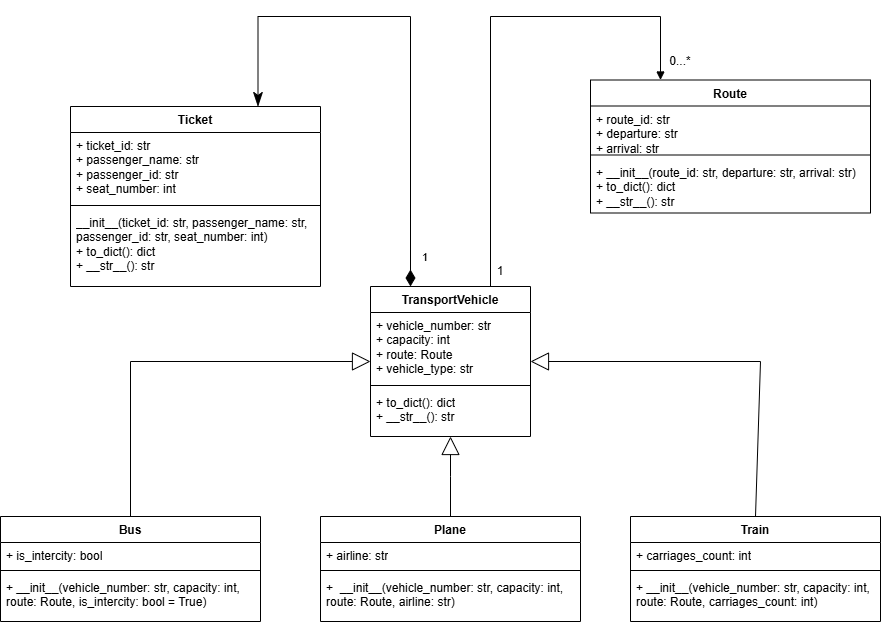 0...*
Route
+ route_id: str
+ departure: str
+ arrival: str
+ __init__(route_id: str, departure: str, arrival: str)
+ to_dict(): dict
+ __str__(): str
Ticket
+ ticket_id: str
+ passenger_name: str
+ passenger_id: str
+ seat_number: int
__init__(ticket_id: str, passenger_name: str,
passenger_id: str, seat_number: int)
+ to_dict(): dict
+ __str__(): str
1
1
TransportVehicle
+ vehicle_number: str
+ capacity: int
+ route: Route
+ vehicle_type: str
+ to_dict(): dict
+ __str__(): str
Bus
+ is_intercity: bool
+ __init__(vehicle_number: str, capacity: int,
route: Route, is_intercity: bool = True)
Plane
+ airline: str
+ __init__(vehicle_number: str, capacity: int,
route: Route, airline: str)
Train
+ carriages_count: int
+ __init__(vehicle_number: str, capacity: int,
route: Route, carriages_count: int)